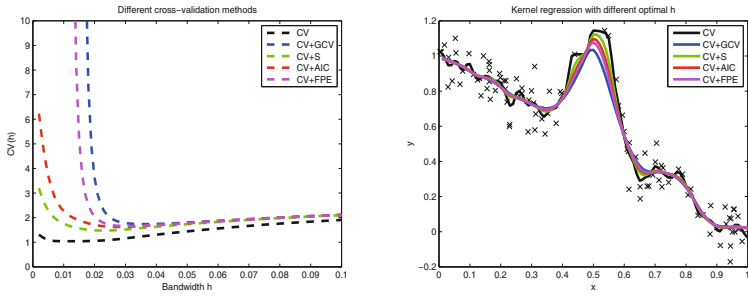 Different cross-validation methods
10
9
8
7
6
5
4
3
2
1
0
CV(h)
CV
CV+GCV
CV+S
CV+AIC
CV+FPE
0 0.01 0.02 0.03 0.04 0.05 0.06 0.07 0.08 0.09 0.1
Bandwidth h
Kernel regression with different optimal h
1.2
1
0.8
0.6
0.4
0.2
0
−0.2
y
CV
CV+GCV
CV+S
CV+AIC
CV+FPE
0 0.1 0.2 0.3 0.4 0.5 0.6 0.7 0.8 0.9 1
x